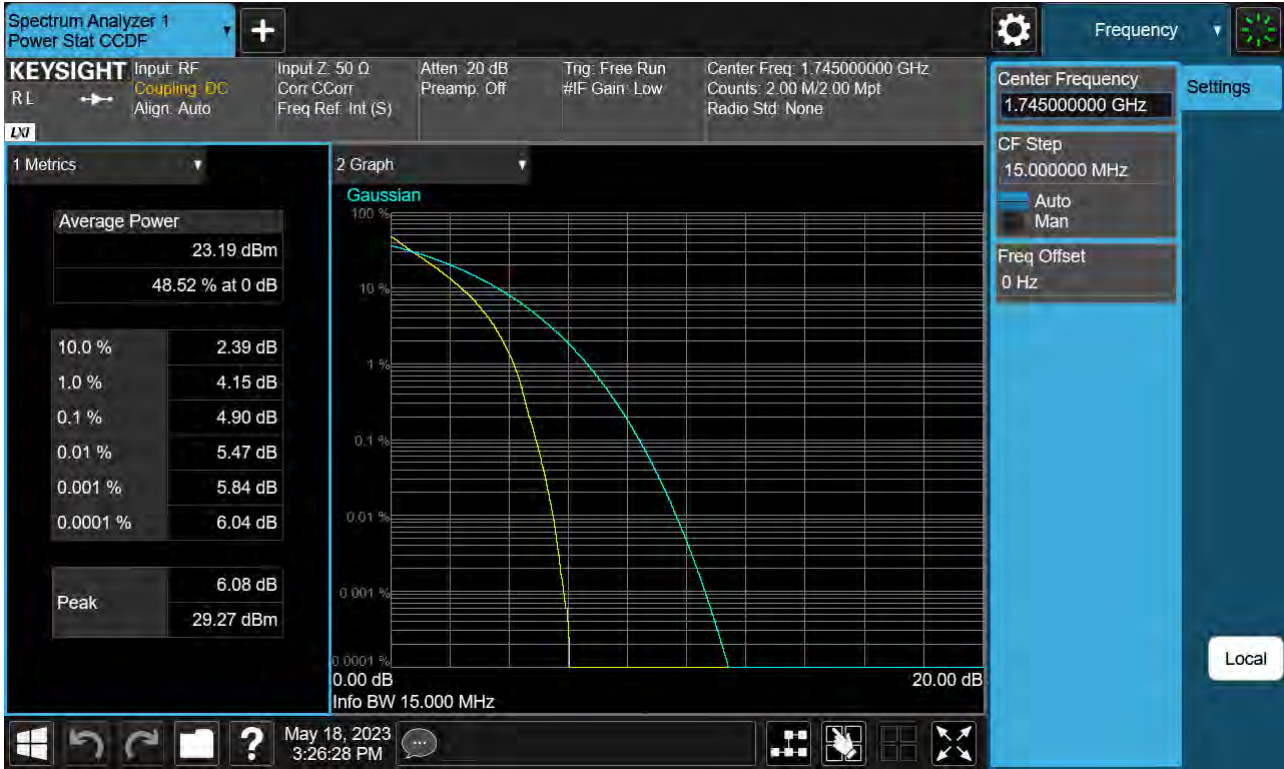 Spectrum Analyzer 1
Power Stat CCDF
+
Frequency
KEYSIGHT
R L
LXI
Input: RF
Coupling: DC
Align: Auto
Input Z: 50 Ω
Corr CCorr
Freq Ref: Int (S)
Atten: 20 dB
Preamp: Off
Trig: Free Run
#IF Gain: Low
Center Freq: 1.745000000 GHz
Counts: 2.00 M/2.00 Mpt
Radio Std: None
Center Frequency
1.745000000 GHz
Settings
CF Step
15.000000 MHz
Auto
Man
Freq Offset
0 Hz
1 Metrics
Average Power
23.19 dBm
48.52 % at 0 dB
10.0 % 2.39 dB
1.0 % 4.15 dB
0.1 % 4.90 dB
0.01 % 5.47 dB
0.001 % 5.84 dB
0.0001 % 6.04 dB
Peak
6.08 dB
29.27 dBm
2 Graph
Gaussian
100 %
10 %
1 %
0.1 %
0.01 %
0.001 %
0.0001 %
0.00 dB 20.00 dB
Info BW 15.000 MHz
Local
?
May 18, 2023
3:26:28 PM